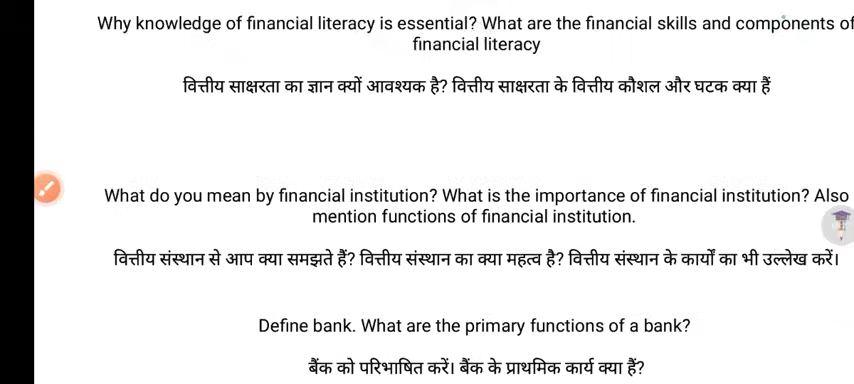 Why knowledge of financial literacy is essential? What are the financial skills and components of
financial literacy
वित्तीय साक्षरता का ज्ञान क्यों आवश्यक है? वित्तीय साक्षरता के वित्तीय कौशल और घटक क्या हैं
What do you mean by financial institution? What is the importance of financial institution? Also
mention functions of financial institution.
वित्तीय संस्थान से आप क्या समझते हैं? वित्तीय संस्थान का क्या महत्व है? वित्तीय संस्थान के कार्यों का भी उल्लेख करें।
Define bank. What are the primary functions of a bank?
बैंक को परिभाषित करें। बैंक के प्राथमिक कार्य क्या हैं?